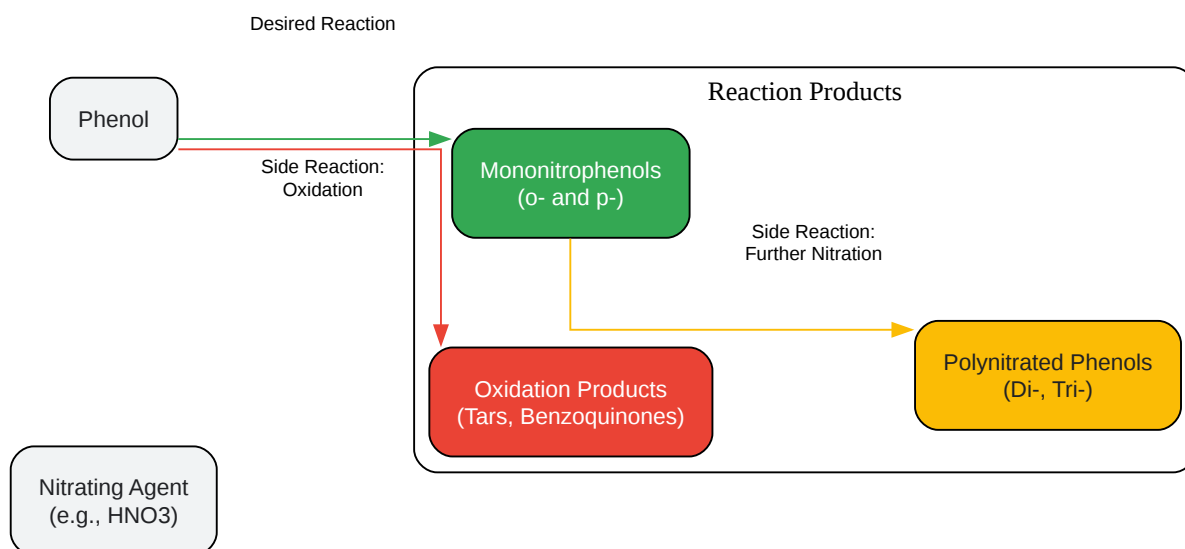 Desired Reaction
Reaction Products
Phenol
Mononitrophenols
(o- and p-)
Side Reaction:
Oxidation
Side Reaction:
Further Nitration
Oxidation Products
(Tars, Benzoquinones)
Polynitrated Phenols
(Di-, Tri-)
Nitrating Agent
(e.g., HNO3)